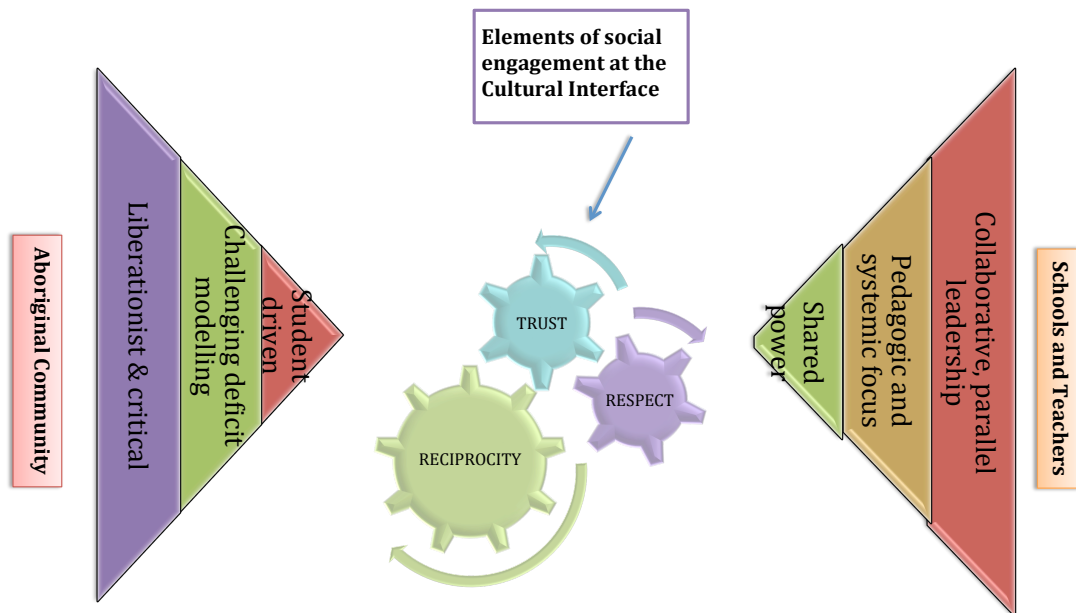 Elements of social
engagement at the
Cultural Interface
Aboriginal Community
Liberationist & critical
Challenging deficit
modelling
Student
driven
TRUST
RESPECT
RECIPROCITY
Shared
power
Pedagogic and
systemic focus
Collaborative, parallel
leadership
Schools and Teachers